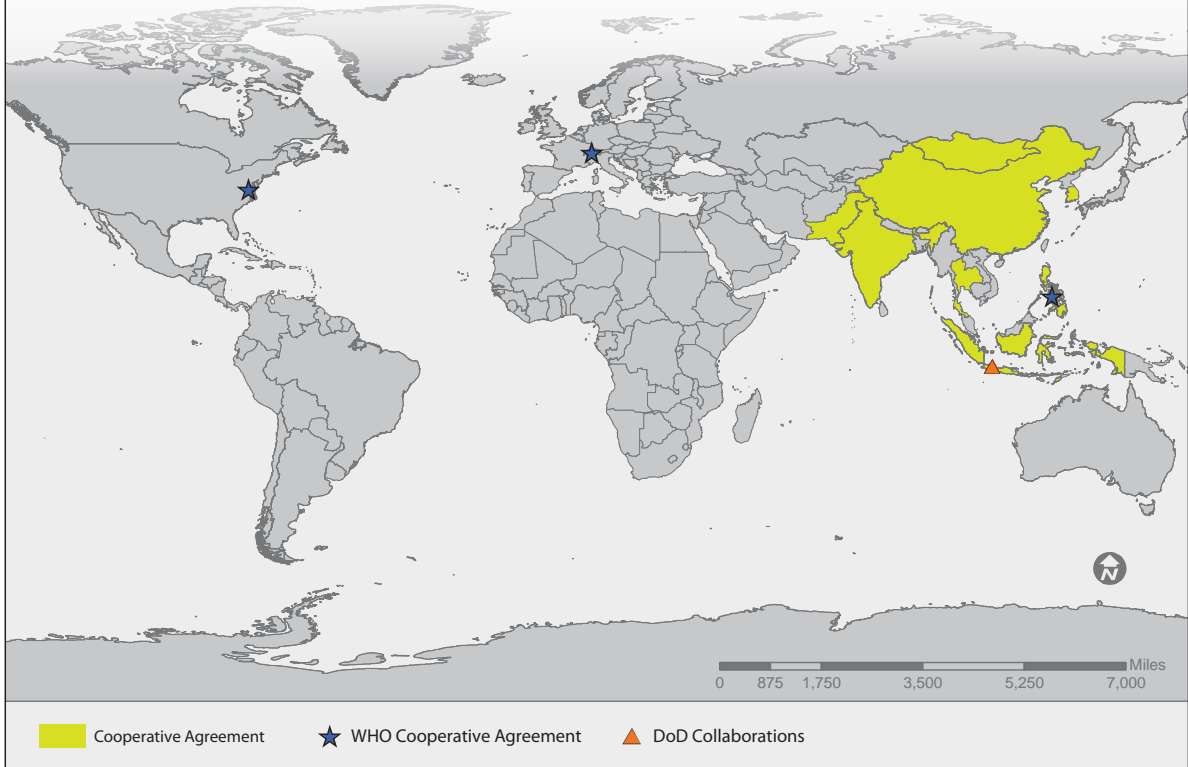 N
Miles
0 875 1,750 3,500 5,250 7,000
Cooperative Agreement WHO Cooperative Agreement DoD Collaborations